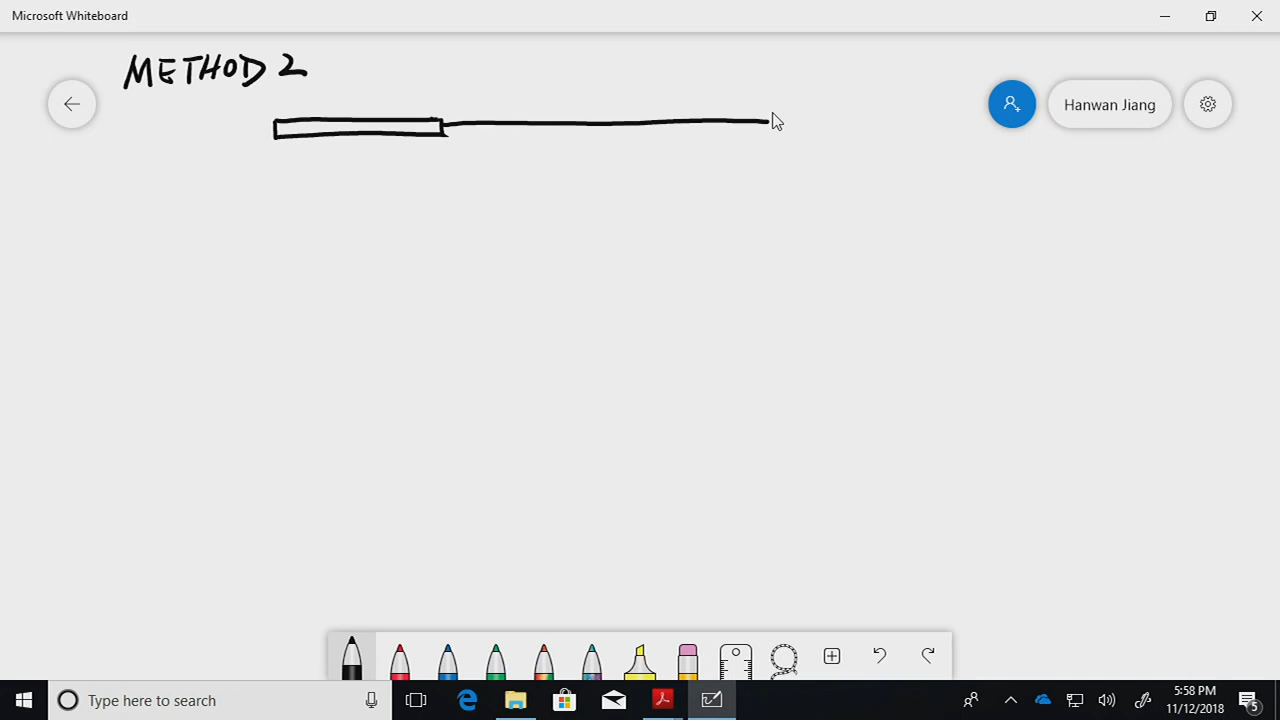 Microsoft Whiteboard
METHOD 2
Hanwan Jiang
Type here to search
5:58 PM
11/12/2018
5